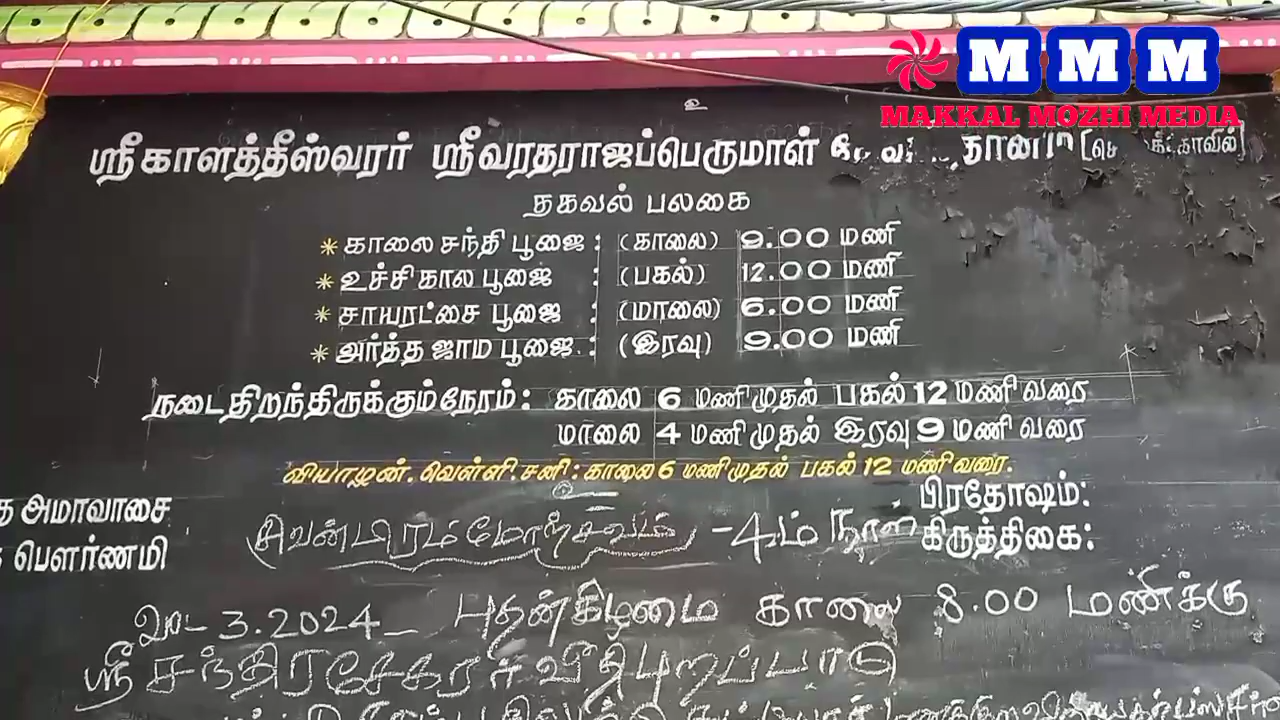 MMM
MAKKAL MOZHI MEDIA
உ
ஸ்ரீகாளத்தீஸ்வரர் ஸ்ரீவரதராஜப்பெருமாள்
தகவல் பலகை
* காலை சந்தி பூஜை : (காலை) 9.00 மணி
* உச்சி கால பூஜை : (பகல்) 12.00 மணி
* சாயரட்சை பூஜை : (மாலை) 6.00 மணி
* அர்த்த ஜாம பூஜை : (இரவு) 9.00 மணி
நடைதிறந்திருக்கும்நேரம் : காலை 6 மணிமுதல் பகல் 12 மணி வரை
மாலை 4 மணிமுதல் இரவு 9 மணி வரை
வியாழன். வெள்ளி. சனி : காலை 6 மணிமுதல் பகல் 12 மணிவரை.
அமாவாசை பிரதோஷம்:
பௌர்ணமி கிருத்திகை:
-4ம் நாள்
3.2024 - புதன்கிழமை காலை 8.00 மணிக்கு
ஸ்ரீ சந்திரசேகரர் வீதிபுறப்பாடு